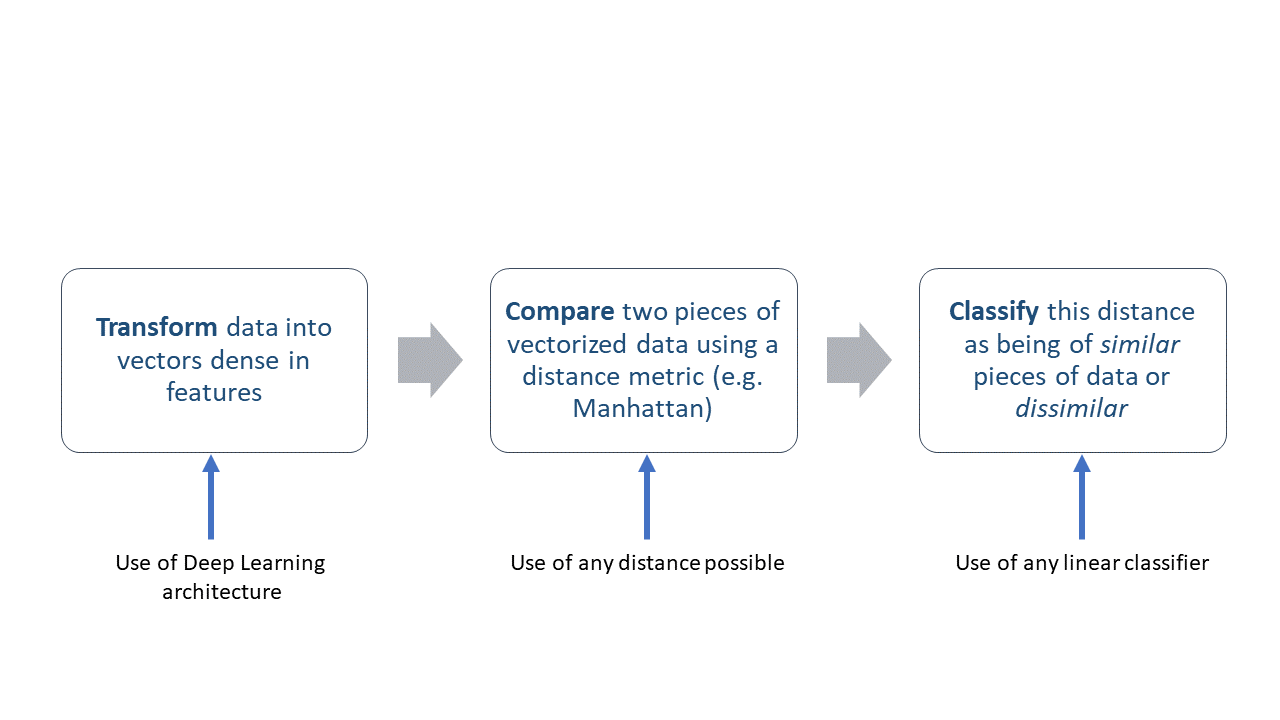 Transform data into
vectors dense in
features
Compare two pieces of
vectorized data using a
distance metric (e.g.
Manhattan)
Classify this distance
as being of similar
pieces of data or
dissimilar
Use of Deep Learning
architecture
Use of any distance possible
Use of any linear classifier